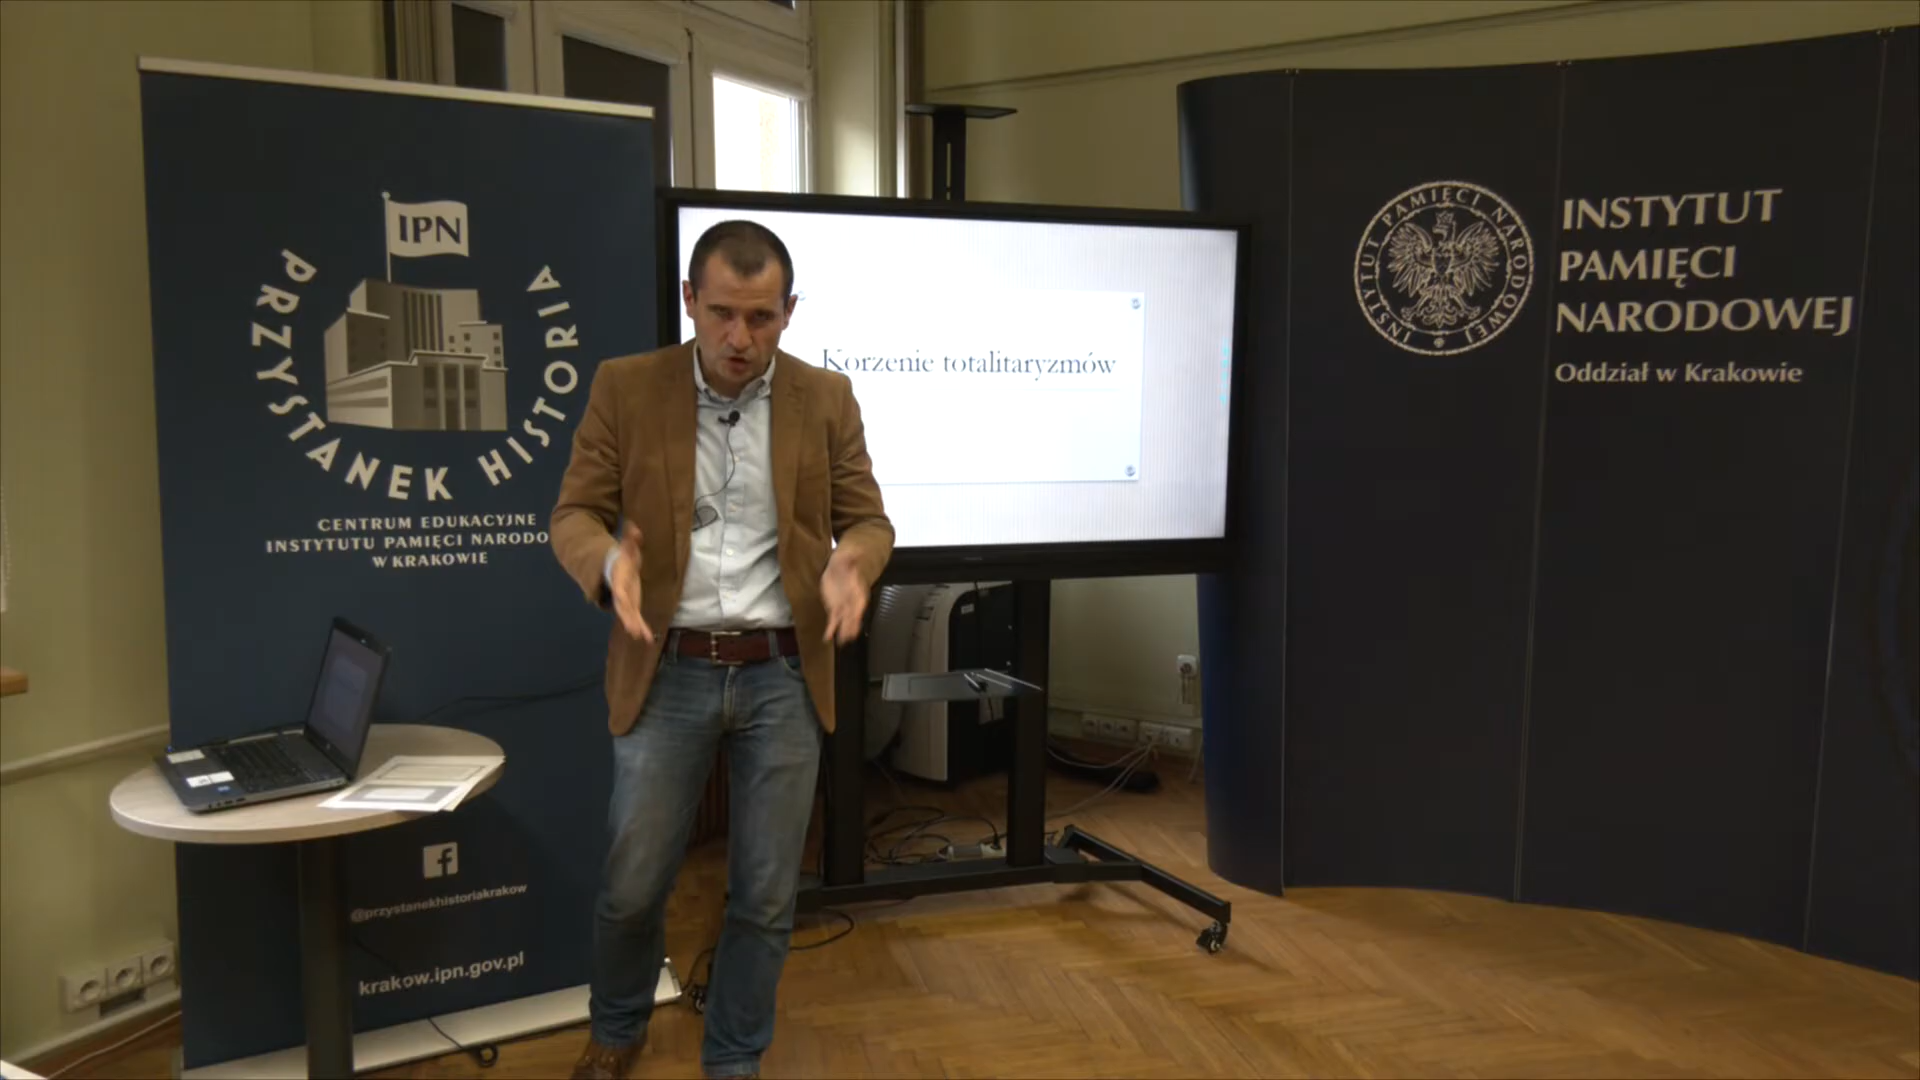 IPN
PRZYSTANEK HISTORIA
CENTRUM EDUKACYJNE
INSTYTUTU PAMIĘCI NARODO
W KRAKOWIE
@przystanekhistoriakrakow
krakow.ipn.gov.pl
Korzenie totalitaryzmów
INSTYTUT PAMIĘCI NARODOWEJ
INSTYTUT
PAMIĘCI
NARODOWEJ
Oddział w Krakowie